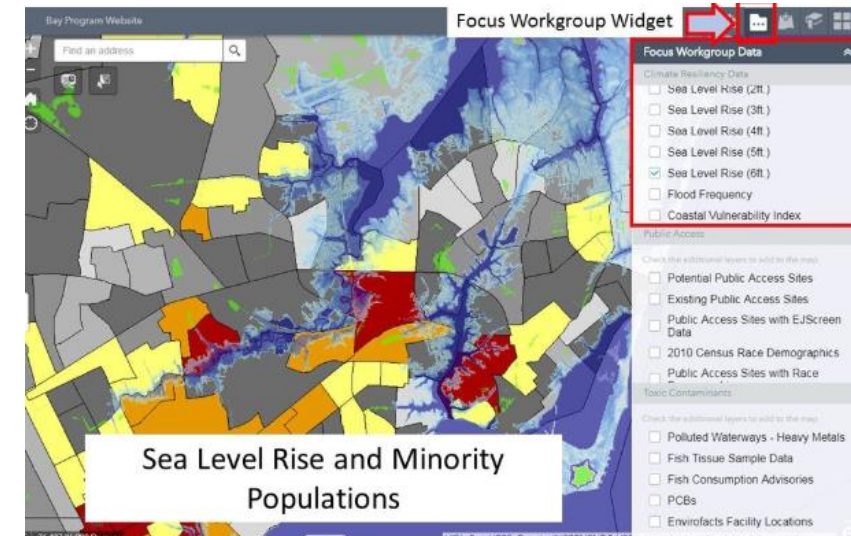 Bay Program Website
Focus Workgroup Widget
Find an address
Focus Workgroup Data
Climate Resiliency Data
Sea Level Rise (2ft.)
Sea Level Rise (3ft.)
Sea Level Rise (4ft.)
Sea Level Rise (5ft.)
Sea Level Rise (6ft.)
Flood Frequency
Coastal Vulnerability Index
Public Access
Check the additional layers to add to the map
Potential Public Access Sites
Existing Public Access Sites
Public Access Sites with EJScreen
Data
2010 Census Race Demographics
Public Access Sites with Race
Toxic Contaminants
Check the additional layers to add to the map
Polluted Waterways - Heavy Metals
Fish Tissue Sample Data
Fish Consumption Advisories
PCBs
Envirofacts Facility Locations
Sea Level Rise and Minority
Populations